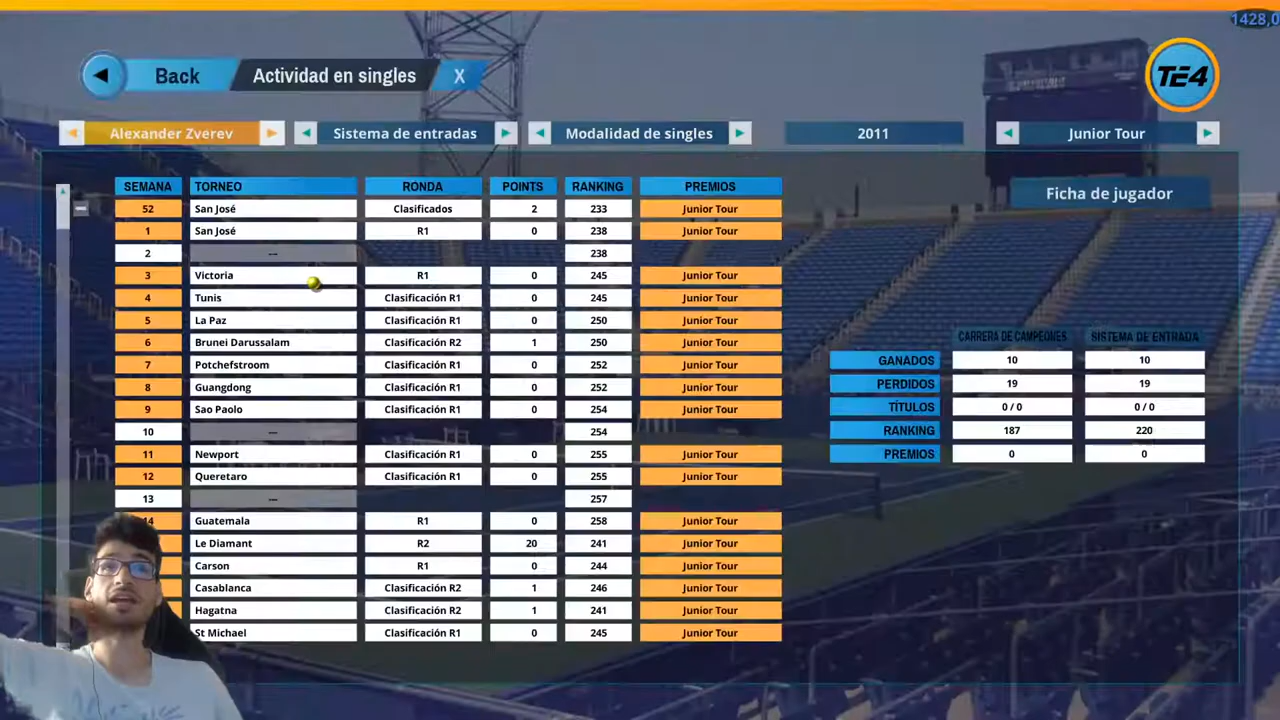 1428,0
Back Actividad en singles X
TE4
Alexander Zverev Sistema de entradas Modalidad de singles 2011 Junior Tour
SEMANA TORNEO RONDA POINTS RANKING PREMIOS
Ficha de jugador
52 San José Clasificados 2 233 Junior Tour
1 San José R1 0 238 Junior Tour
2 --- 238
3 Victoria R1 0 245 Junior Tour
4 Tunis Clasificación R1 0 245 Junior Tour
5 La Paz Clasificación R1 0 250 Junior Tour
6 Brunei Darussalam Clasificación R2 1 250 Junior Tour
7 Potchefstroom Clasificación R1 0 252 Junior Tour
8 Guangdong Clasificación R1 0 252 Junior Tour
9 Sao Paolo Clasificación R1 0 254 Junior Tour
10 --- 254
11 Newport Clasificación R1 0 255 Junior Tour
12 Queretaro Clasificación R1 0 255 Junior Tour
13 --- 257
14 Guatemala R1 0 258 Junior Tour
Le Diamant R2 20 241 Junior Tour
Carson R1 0 244 Junior Tour
Casablanca Clasificación R2 1 246 Junior Tour
Hagatna Clasificación R2 1 241 Junior Tour
St Michael Clasificación R1 0 245 Junior Tour
CARRERA DE CAMPEONES SISTEMA DE ENTRADA
GANADOS 10 10
PERDIDOS 19 19
TÍTULOS 0 / 0 0 / 0
RANKING 187 220
PREMIOS 0 0